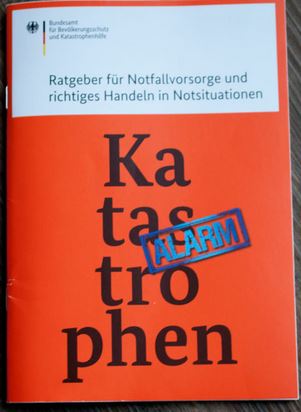 Bundesamt
für Bevölkerungsschutz
und Katastrophenhilfe
Ratgeber für Notfallvorsorge und
richtiges Handeln in Notsituationen
Ka
tas
ALARM
tro
phen